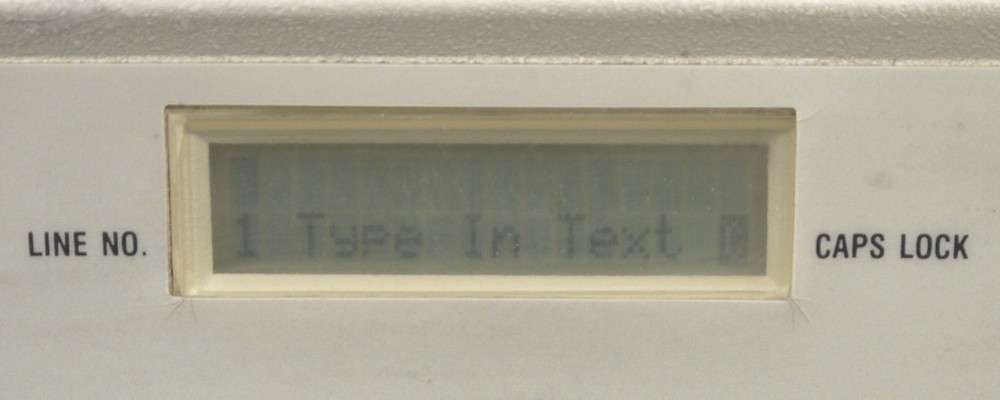 LINE NO.
1 Type In Text
CAPS LOCK